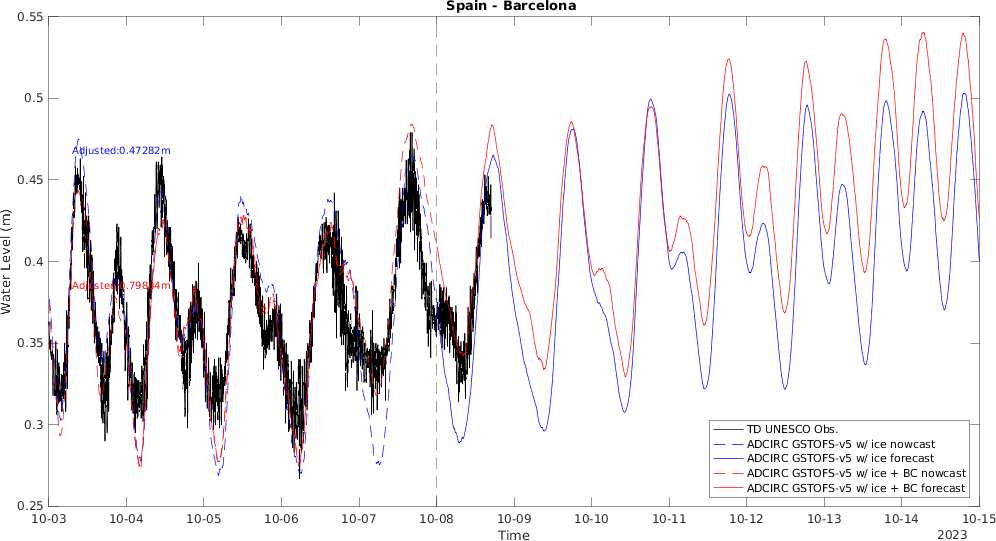 Spain - Barcelona
0.55
0.5
0.45
0.4
0.35
0.3
0.25
Water Level (m)
Adjusted:0.47282m
Adjusted:0.79834m
TD UNESCO Obs.
ADCIRC GSTOFS-v5 w/ ice nowcast
ADCIRC GSTOFS-v5 w/ ice forecast
ADCIRC GSTOFS-v5 w/ ice + BC nowcast
ADCIRC GSTOFS-v5 w/ ice + BC forecast
10-03 10-04 10-05 10-06 10-07 10-08 10-09 10-10 10-11 10-12 10-13 10-14 10-15
Time
2023